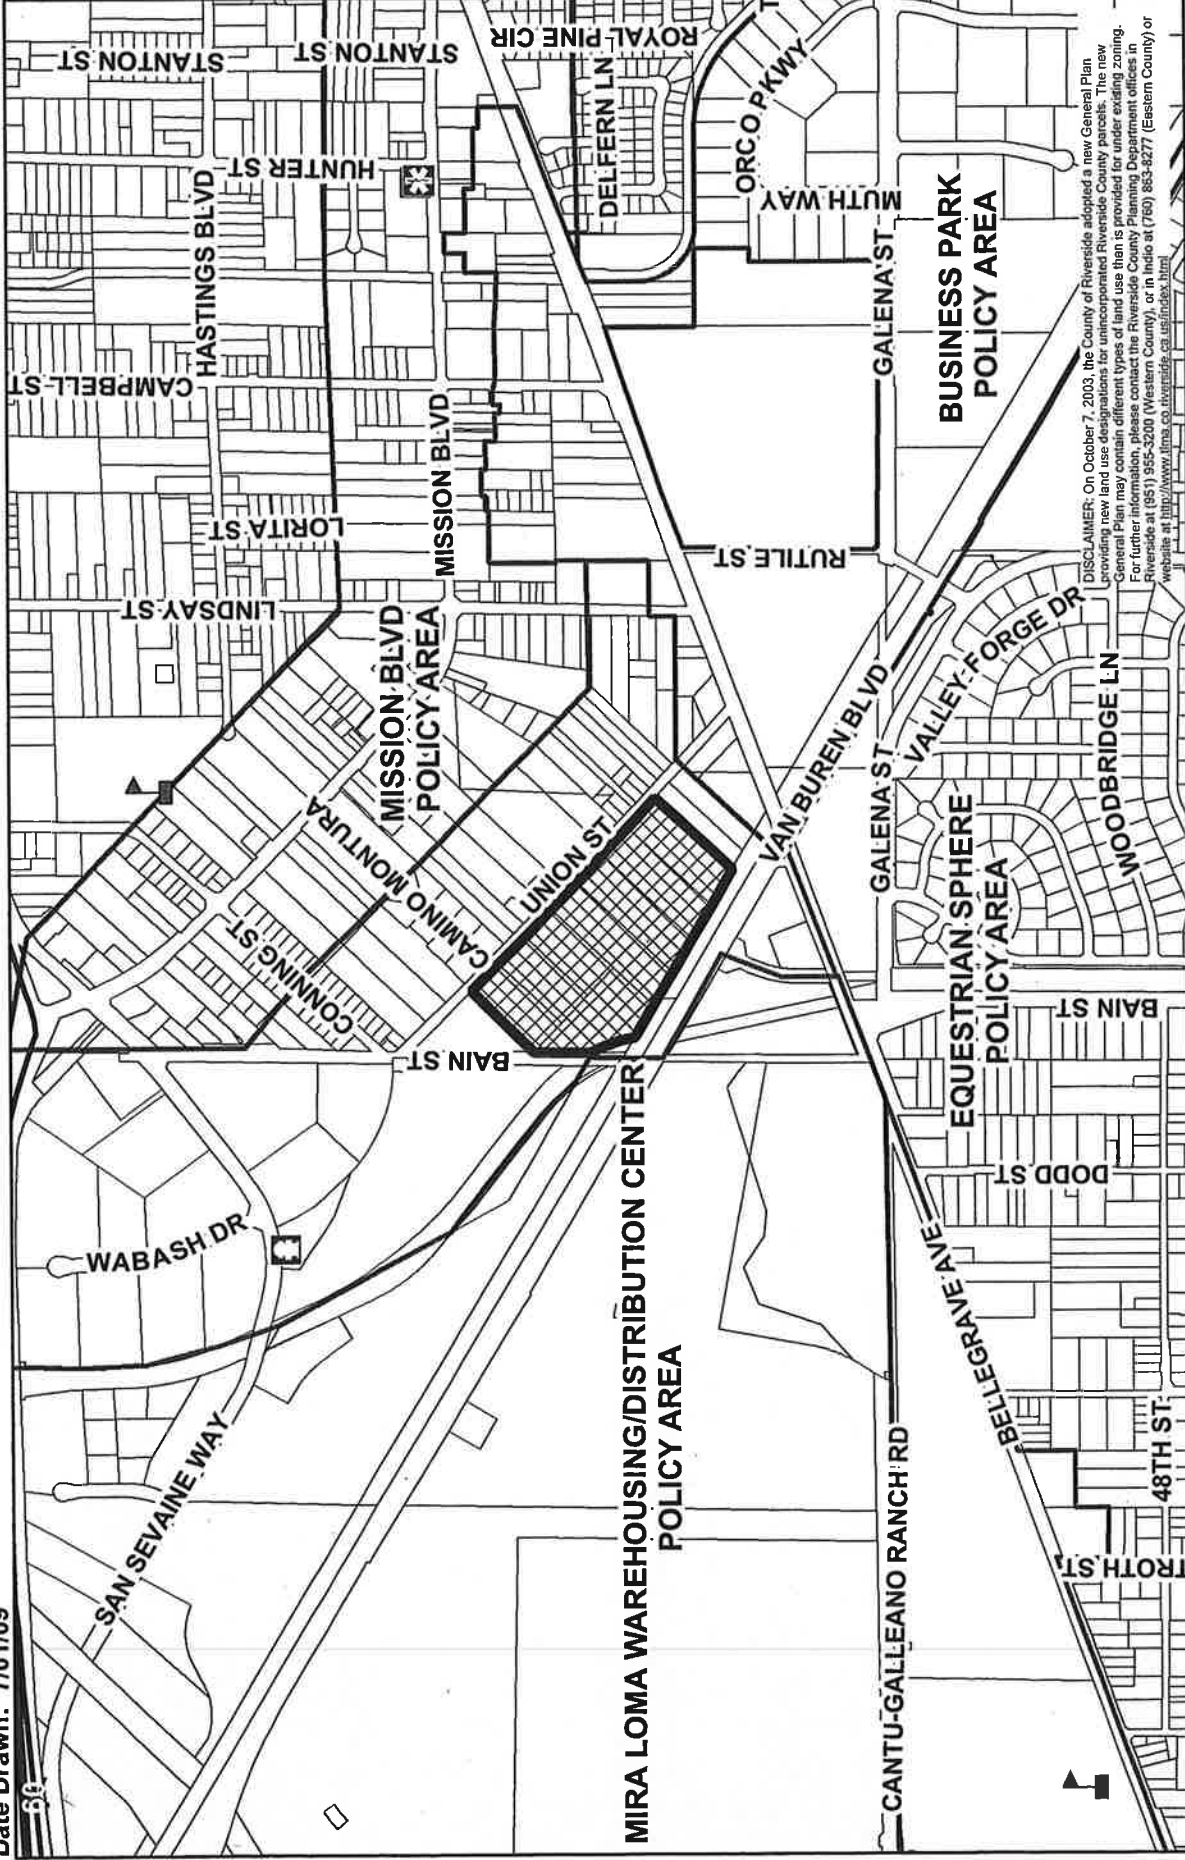 Date Drawn: 7/01/09
60
SAN SEVAINE WAY
WABASH DR
MIRA LOMA WAREHOUSING/DISTRIBUTION CENTER
POLICY AREA
CANTU-GALLEANO RANCH RD
BELLEGRAVE AVE
TROTH ST
48TH ST
DODD ST
BAIN ST
BAIN ST
CONNING ST
CAMINO MONTURA
UNION ST
MISSION BLVD
POLICY AREA
LINDSAY ST
LORITA ST
CAMPBELL ST
HASTINGS BLVD
MISSION BLVD
HUNTER ST
STANTON ST
STANTON ST
ROYAL PINE CIR
DELFERN LN
ORCO PKWY
MUTH WAY
GALENA ST
BUSINESS PARK
POLICY AREA
RUTILE ST
VAN BUREN BLVD
GALENA ST
VALLEY FORGE DR
WOODBRIDGE LN
EQUESTRIAN SPHERE
POLICY AREA
DISCLAIMER: On October 7, 2003, the County of Riverside adopted a new General Plan
providing new land use designations for unincorporated Riverside County parcels. The new
General Plan may contain different types of land use than is provided for under existing zoning.
For further information, please contact the Riverside County Planning Department offices in
Riverside at (951) 955-3200 (Western County), or in Indio at (760) 863-8277 (Eastern County) or
website at http://www.tlma.co.riverside.ca.us/index.html